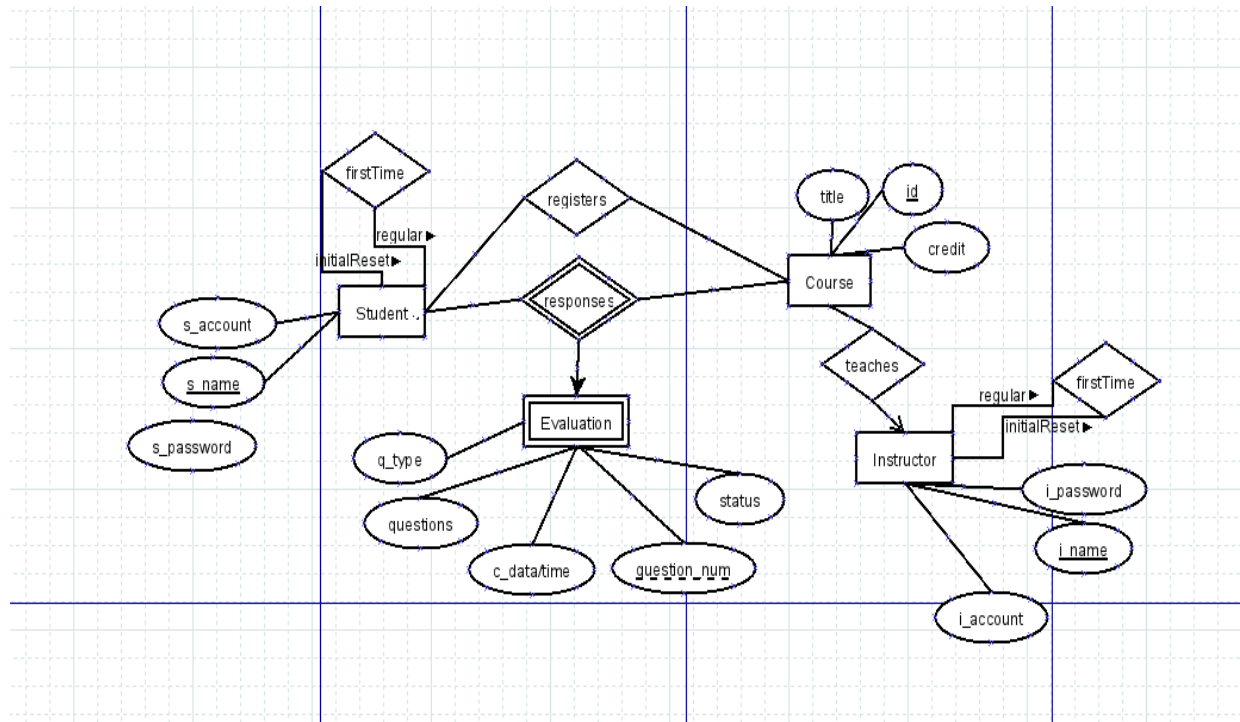 firstTime
registers
title
id
regular ▶
credit
initialReset ▶
Course
responses
Student ..
s_account
teaches
firstTime
s_name
regular ▶
Evaluation
initialReset ▶
s_password
q_type
Instructor
i_password
status
questions
i_name
c_data/time
guestion_num
i_account